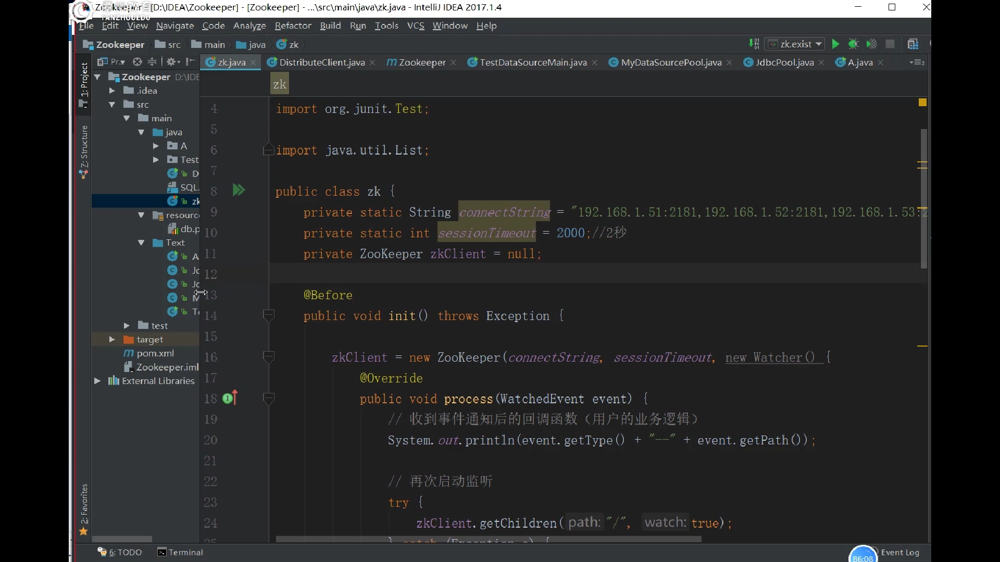 Zookeeper - [D:\IDEA\Zookeeper] - [Zookeeper] - ...\src\main\java\zk.java - IntelliJ IDEA 2017.1.4
潭州教育
TANZHOUEDU
File Edit View Navigate Code Analyze Refactor Build Run Tools VCS Window Help
Zookeeper src main java zk
zk.exist
Pr..
zk.java DistributeClient.java Zookeeper TestDataSourceMain.java MyDataSourcePool.java JdbcPool.java A.java
1: Project
7: Structure
2: Favorites
Zookeeper D:\IDE
.idea
src
main
java
A
Test
D
SQL.
zk
resourc
db.p
Text
A
Jc
Jc
M
Te
test
target
pom.xml
Zookeeper.iml
External Libraries
zk
4 import org.junit.Test;
5
6 import java.util.List;
7
8 public class zk {
9 private static String connectString = "192.168.1.51:2181,192.168.1.52:2181,192.168.1.53:2
10 private static int sessionTimeout = 2000;//2秒
11 private ZooKeeper zkClient = null;
12
13 @Before
14 public void init() throws Exception {
15
16 zkClient = new ZooKeeper(connectString, sessionTimeout, new Watcher() {
17 @Override
18 public void process(WatchedEvent event) {
19 // 收到事件通知后的回调函数（用户的业务逻辑）
20 System.out.println(event.getType() + "--" + event.getPath());
21
22 // 再次启动监听
23 try {
24 zkClient.getChildren( path: "/", watch: true);
25 } catch (Exception e) {
6: TODO Terminal
86:08
Event Log